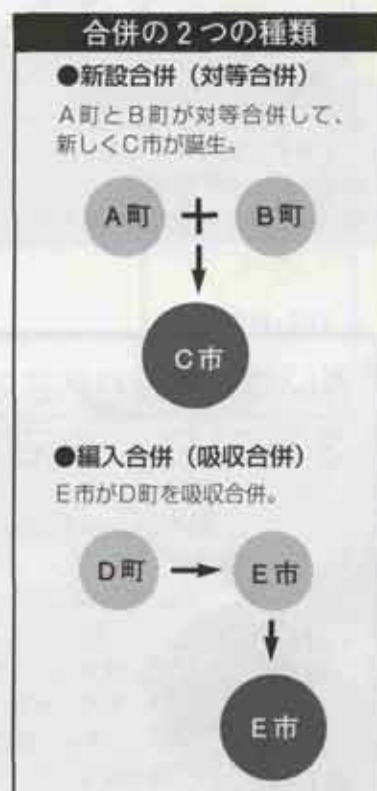 合併の2つの種類
●新設合併（対等合併）
A町とB町が対等合併して、
新しくC市が誕生。
A町 + B町
C市
●編入合併（吸収合併）
E市がD町を吸収合併。
D町 E市
E市